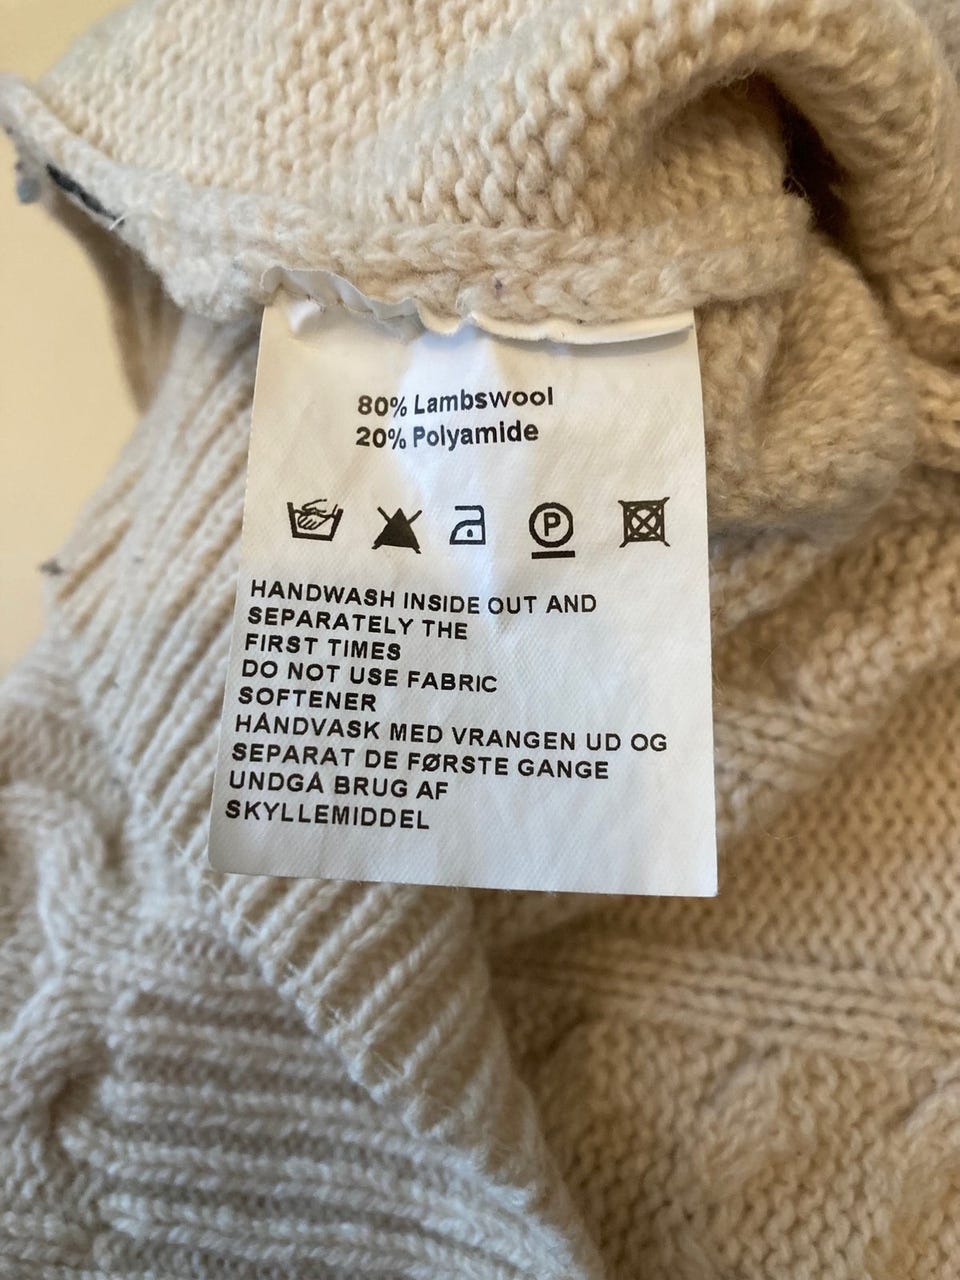 80% Lambswool
20% Polyamide
P
HANDWASH INSIDE OUT AND
SEPARATELY THE
FIRST TIMES
DO NOT USE FABRIC
SOFTENER
HÅNDVASK MED VRANGEN UD OG
SEPARAT DE FØRSTE GANGE
UNDGÅ BRUG AF
SKYLLEMIDDEL